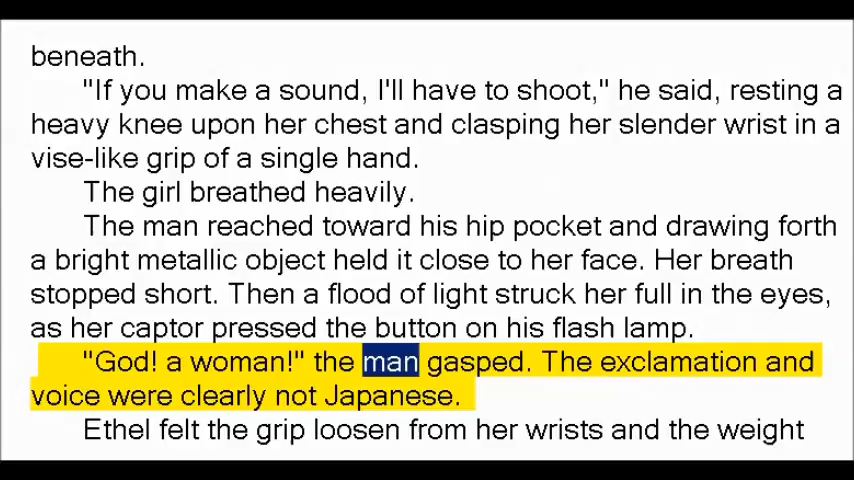 beneath.
"If you make a sound, I'll have to shoot," he said, resting a
heavy knee upon her chest and clasping her slender wrist in a
vise-like grip of a single hand.
The girl breathed heavily.
The man reached toward his hip pocket and drawing forth
a bright metallic object held it close to her face. Her breath
stopped short. Then a flood of light struck her full in the eyes,
as her captor pressed the button on his flash lamp.
"God! a woman!" the man gasped. The exclamation and
voice were clearly not Japanese.
Ethel felt the grip loosen from her wrists and the weight